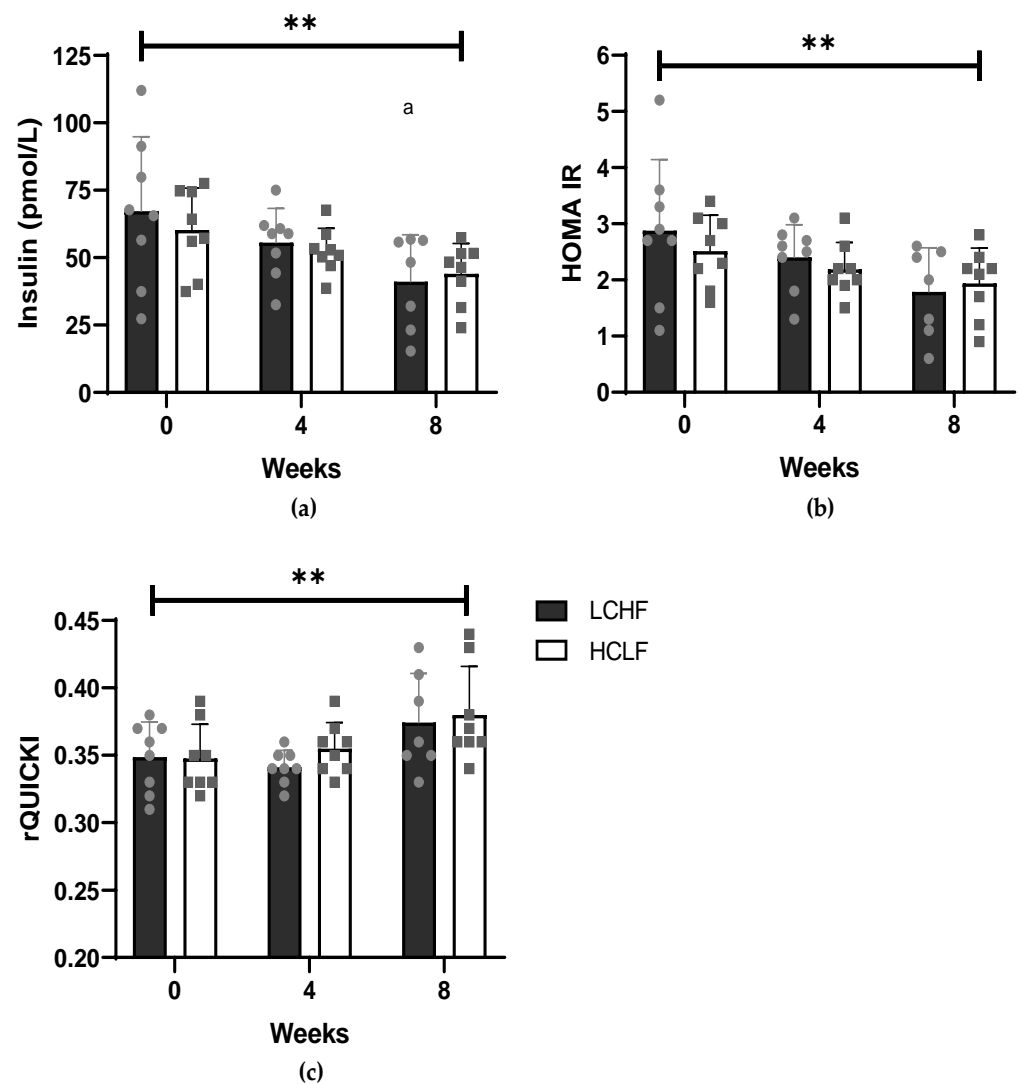 **
125
100
75
50
25
0
Insulin (pmol/L)
a
0 4 8
Weeks
(a)
**
6
5
4
3
2
1
0
HOMA IR
0 4 8
Weeks
(b)
**
0.45
0.40
0.35
0.30
0.25
0.20
rQUICKI
0 4 8
Weeks
(c)
LCHF
HCLF